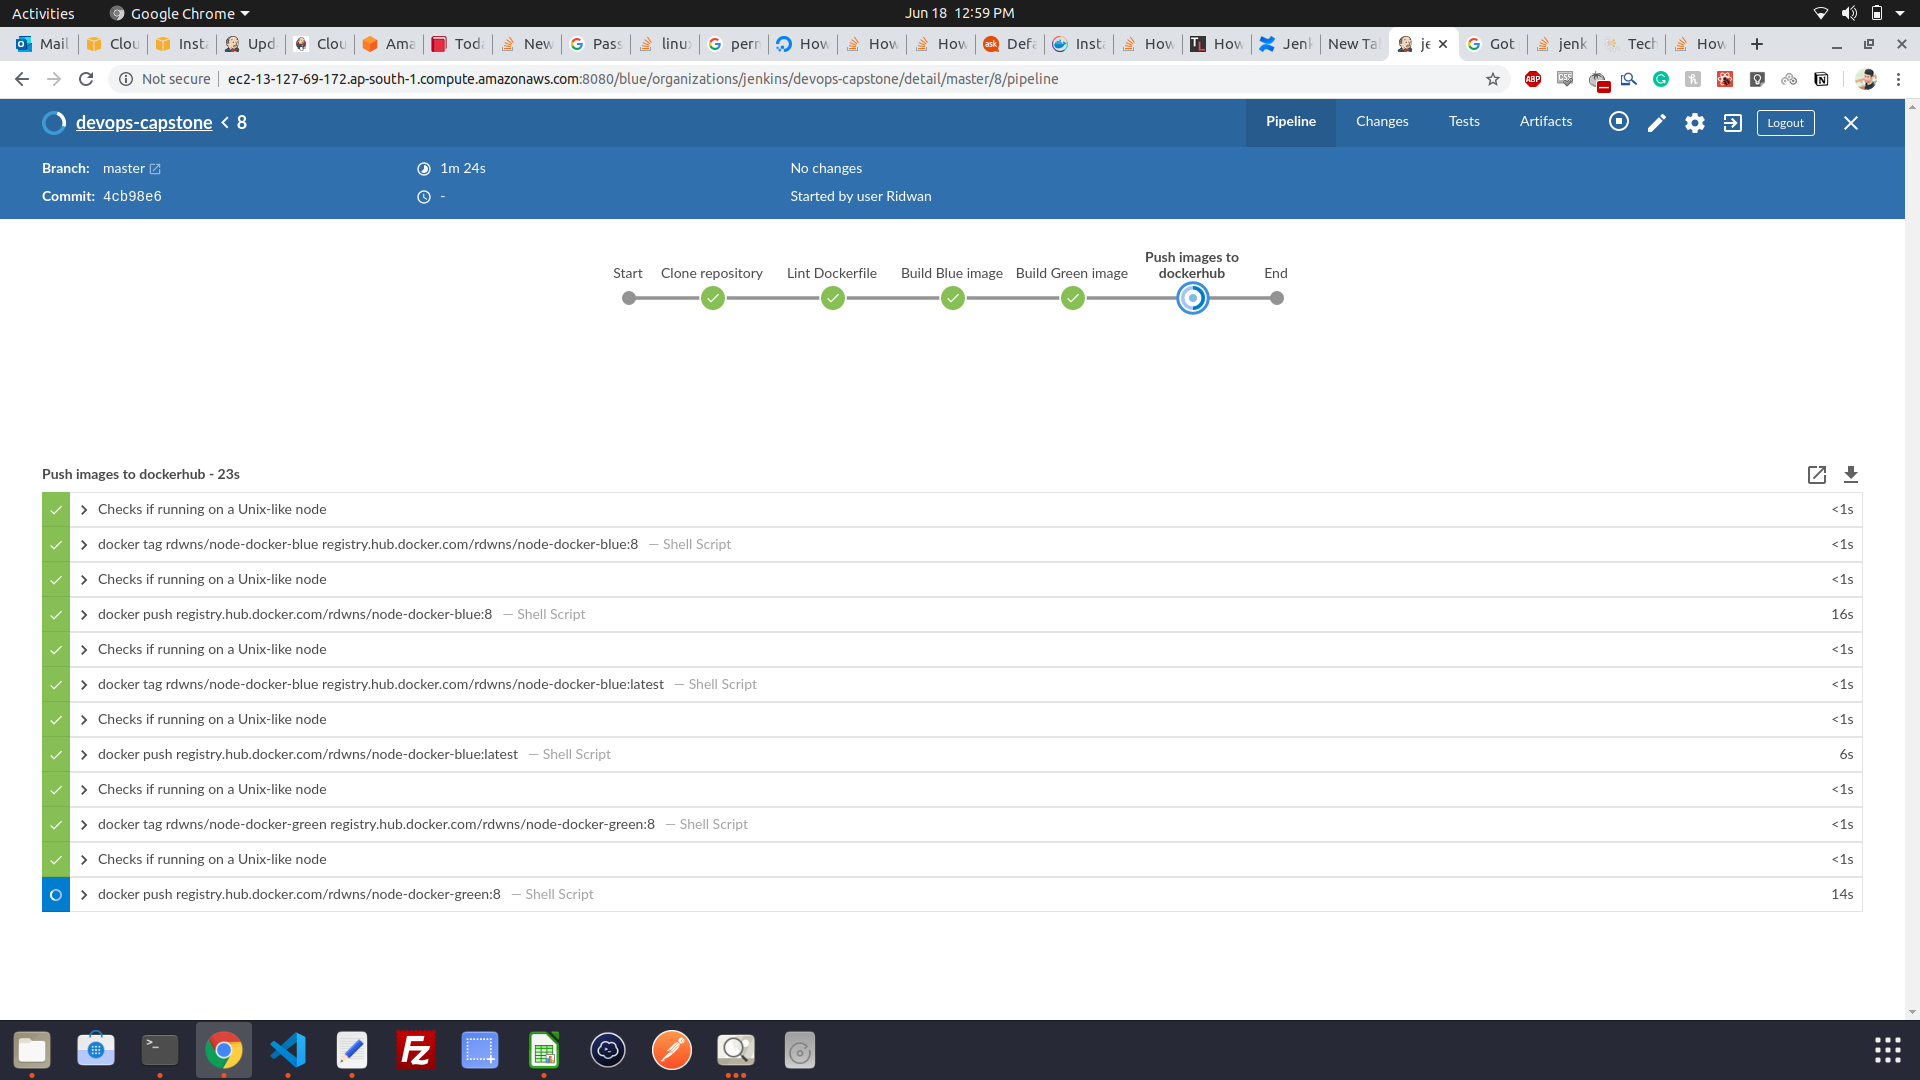 Activities Google Chrome Jun 18 12:59 PM
Mail Clou Insta Upd Clou Ama Toda New Pass linux perm How How How Defa Insta How How Jenk New Tal je Got jenk Tech How
Not secure ec2-13-127-69-172.ap-south-1.compute.amazonaws.com:8080/blue/organizations/jenkins/devops-capstone/detail/master/8/pipeline
devops-capstone 8 Pipeline Changes Tests Artifacts Logout
Branch: master 1m 24s No changes
Commit: 4cb98e6 - Started by user Ridwan
Start Clone repository Lint Dockerfile Build Blue image Build Green image Push images to dockerhub End
Push images to dockerhub - 23s
Checks if running on a Unix-like node <1s
docker tag rdwns/node-docker-blue registry.hub.docker.com/rdwns/node-docker-blue:8 — Shell Script <1s
Checks if running on a Unix-like node <1s
docker push registry.hub.docker.com/rdwns/node-docker-blue:8 — Shell Script 16s
Checks if running on a Unix-like node <1s
docker tag rdwns/node-docker-blue registry.hub.docker.com/rdwns/node-docker-blue:latest — Shell Script <1s
Checks if running on a Unix-like node <1s
docker push registry.hub.docker.com/rdwns/node-docker-blue:latest — Shell Script 6s
Checks if running on a Unix-like node <1s
docker tag rdwns/node-docker-green registry.hub.docker.com/rdwns/node-docker-green:8 — Shell Script <1s
Checks if running on a Unix-like node <1s
docker push registry.hub.docker.com/rdwns/node-docker-green:8 — Shell Script 14s